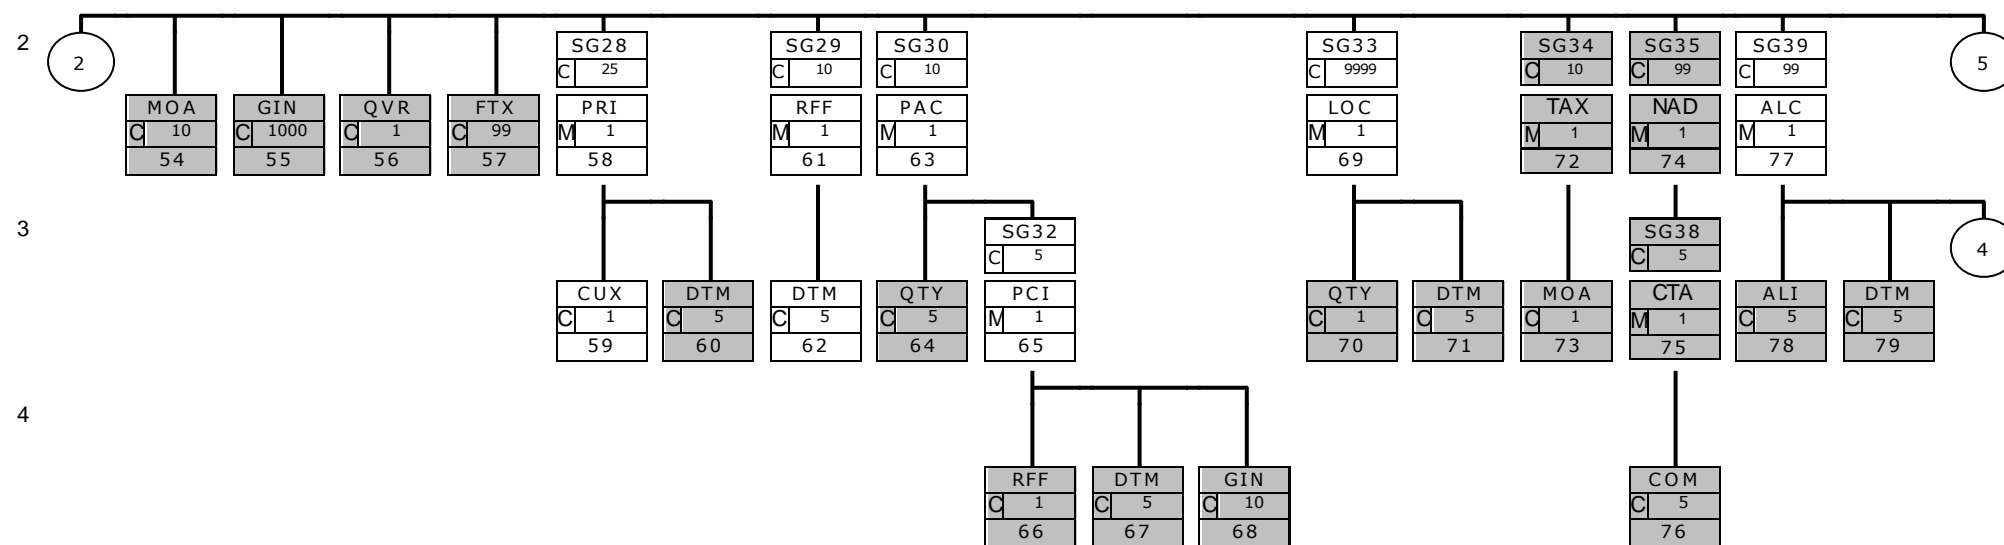 2
2
SG28
C 25
SG29
C 10
SG30
C 10
SG33
C 9999
SG34
C 10
SG35
C 99
SG39
C 99
5
MOA
C 10
54
GIN
C 1000
55
QVR
C 1
56
FTX
C 99
57
PRI
M 1
58
RFF
M 1
61
PAC
M 1
63
LOC
M 1
69
TAX
M 1
72
NAD
M 1
74
ALC
M 1
77
3
SG32
C 5
SG38
C 5
4
CUX
C 1
59
DTM
C 5
60
DTM
C 5
62
QTY
C 5
64
PCI
M 1
65
QTY
C 1
70
DTM
C 5
71
MOA
C 1
73
CTA
M 1
75
ALI
C 5
78
DTM
C 5
79
4
RFF
C 1
66
DTM
C 5
67
GIN
C 10
68
COM
C 5
76